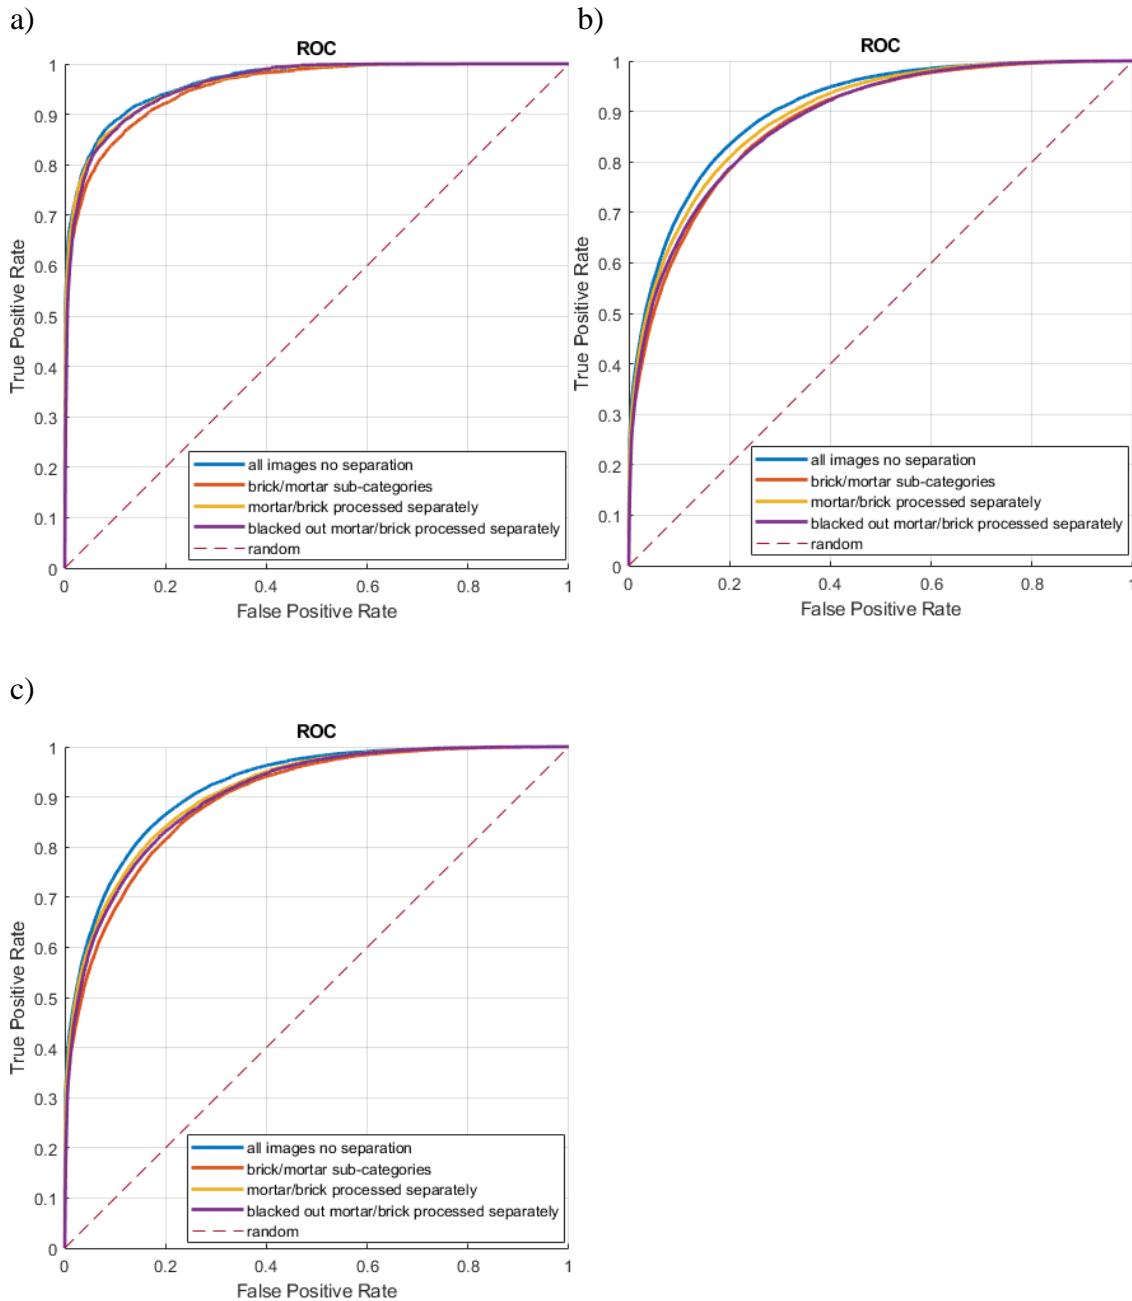 a)
ROC
1
0.9
0.8
0.7
0.6
0.5
0.4
0.3
0.2
0.1
0
True Positive Rate
all images no separation
brick/mortar sub-categories
mortar/brick processed separately
blacked out mortar/brick processed separately
random
0 0.2 0.4 0.6 0.8 1
False Positive Rate
b)
ROC
1
0.9
0.8
0.7
0.6
0.5
0.4
0.3
0.2
0.1
0
True Positive Rate
all images no separation
brick/mortar sub-categories
mortar/brick processed separately
blacked out mortar/brick processed separately
random
0 0.2 0.4 0.6 0.8 1
False Positive Rate
c)
ROC
1
0.9
0.8
0.7
0.6
0.5
0.4
0.3
0.2
0.1
0
True Positive Rate
all images no separation
brick/mortar sub-categories
mortar/brick processed separately
blacked out mortar/brick processed separately
random
0 0.2 0.4 0.6 0.8 1
False Positive Rate